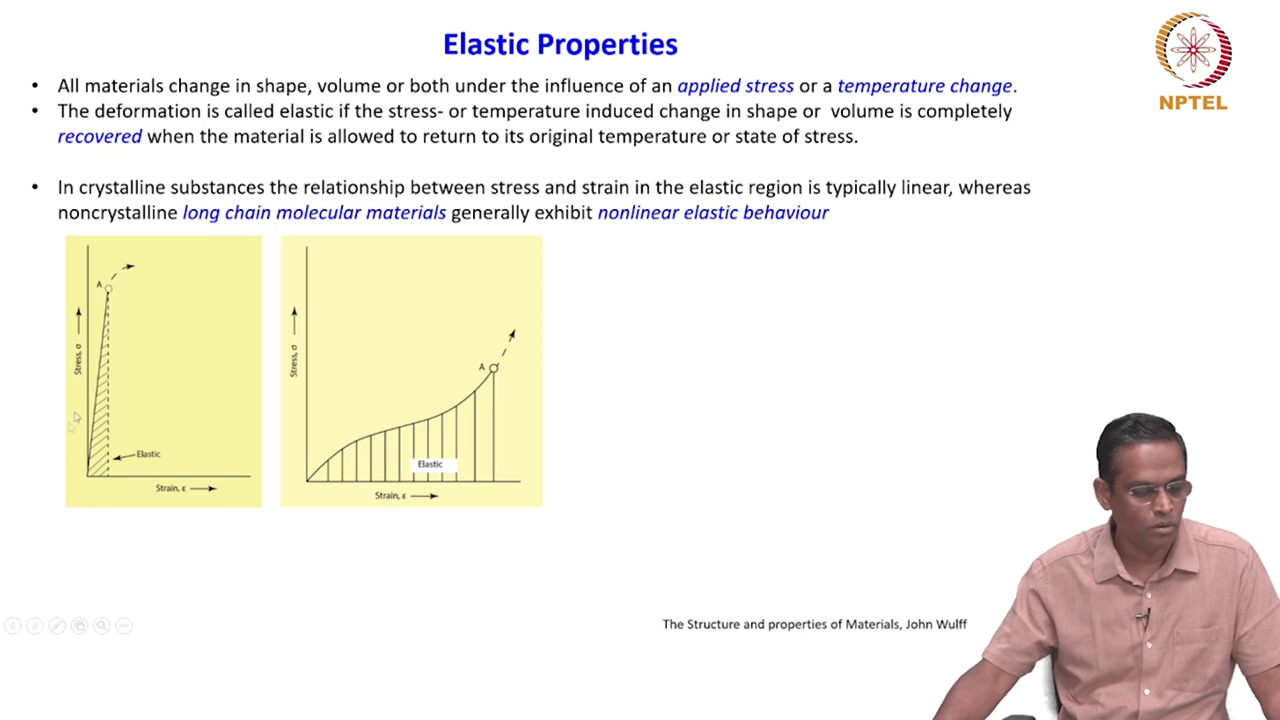 Elastic Properties
NPTEL
• All materials change in shape, volume or both under the influence of an applied stress or a temperature change.
• The deformation is called elastic if the stress- or temperature induced change in shape or volume is completely
recovered when the material is allowed to return to its original temperature or state of stress.
• In crystalline substances the relationship between stress and strain in the elastic region is typically linear, whereas
noncrystalline long chain molecular materials generally exhibit nonlinear elastic behaviour
A
Stress, σ
Elastic
Strain, ε
A
Stress, σ
Elastic
Strain, ε
The Structure and properties of Materials, John Wulff